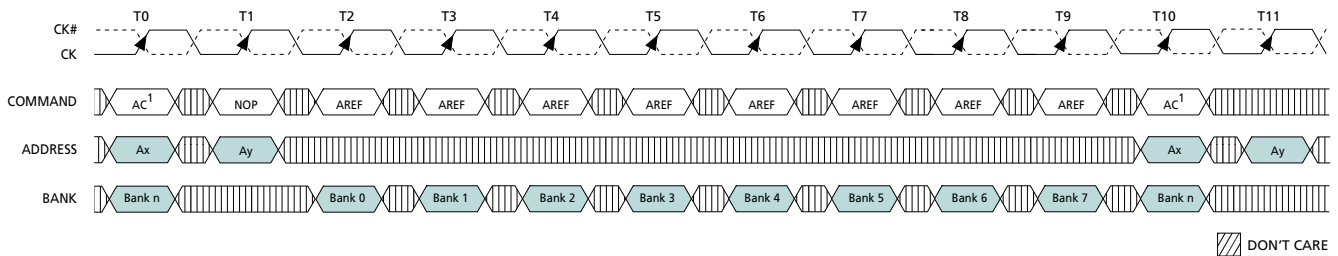 T0 T1 T2 T3 T4 T5 T6 T7 T8 T9 T10 T11
CK#
CK
COMMAND AC1 NOP AREF AREF AREF AREF AREF AREF AREF AREF AC1
ADDRESS Ax Ay Ax Ay
BANK Bank n Bank 0 Bank 1 Bank 2 Bank 3 Bank 4 Bank 5 Bank 6 Bank 7 Bank n
DON'T CARE